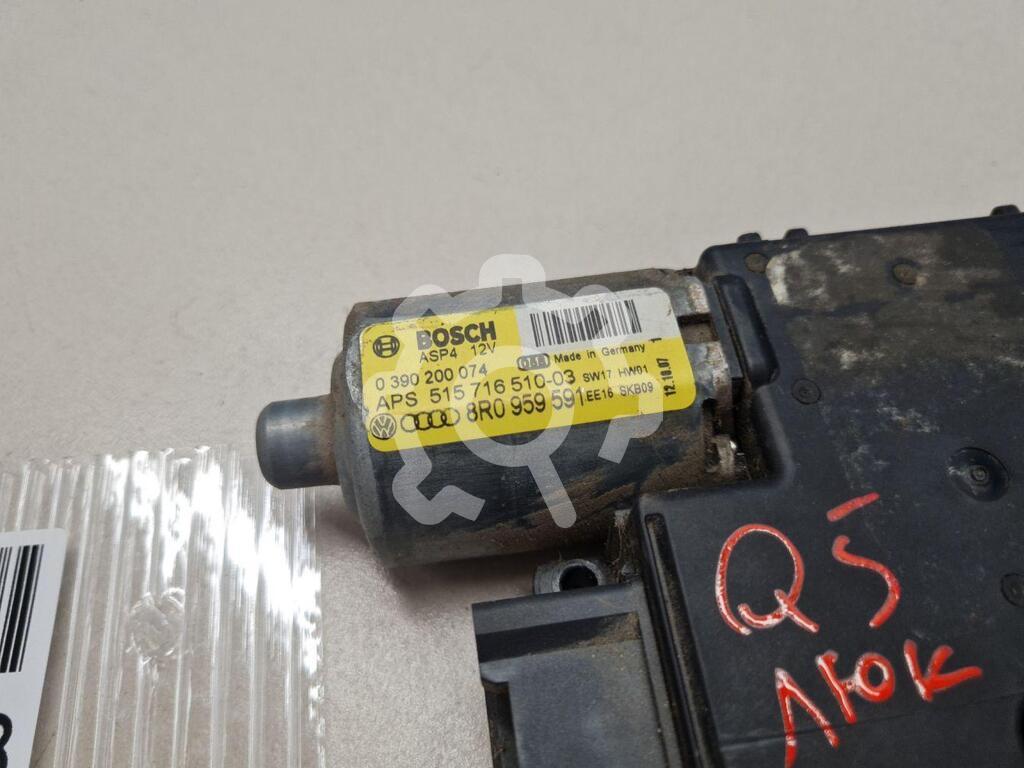 BOSCH
ASP4 12V
Made in Germany
0 390 200 074
APS 515 716 510-03 SW17 HW01
8R0 959 591 EE16 SKB09
12.10.07 1
Q5
люк